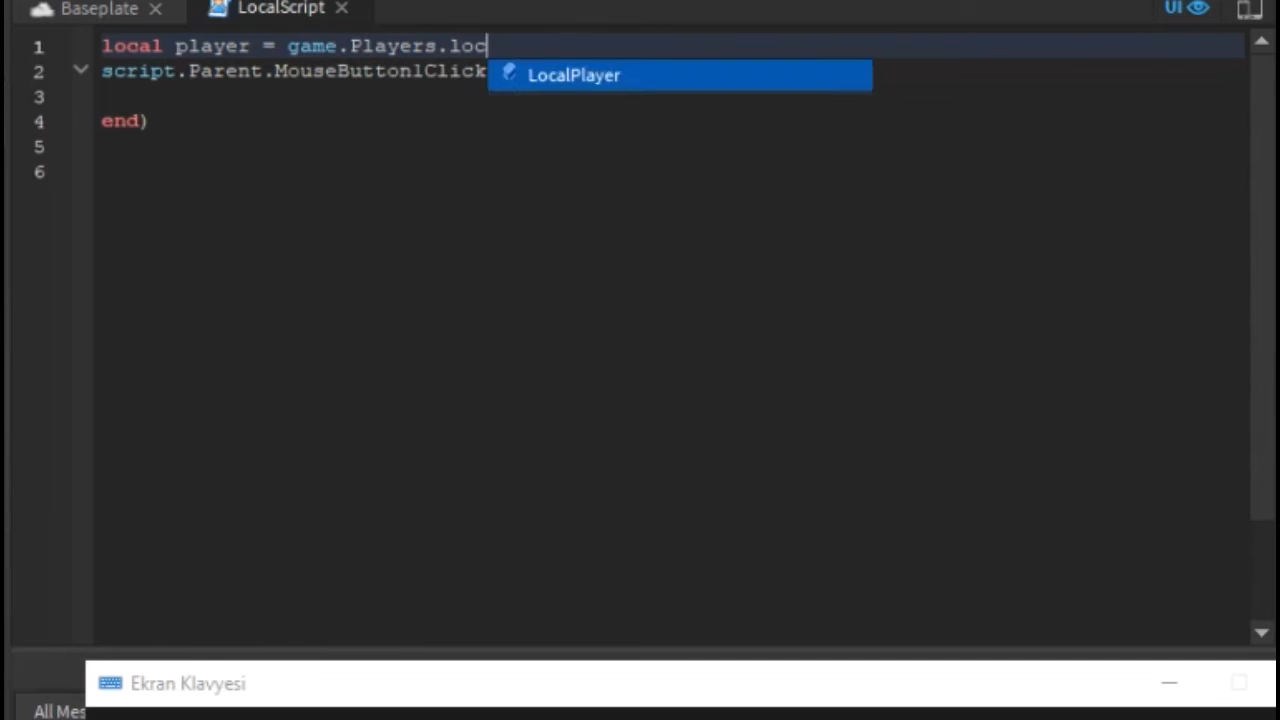 Baseplate
LocalScript
UI
1 local player = game.Players.loc
2 script.Parent.MouseButton1Click
LocalPlayer
3
4 end)
5
6
Ekran Klavyesi
All Mes